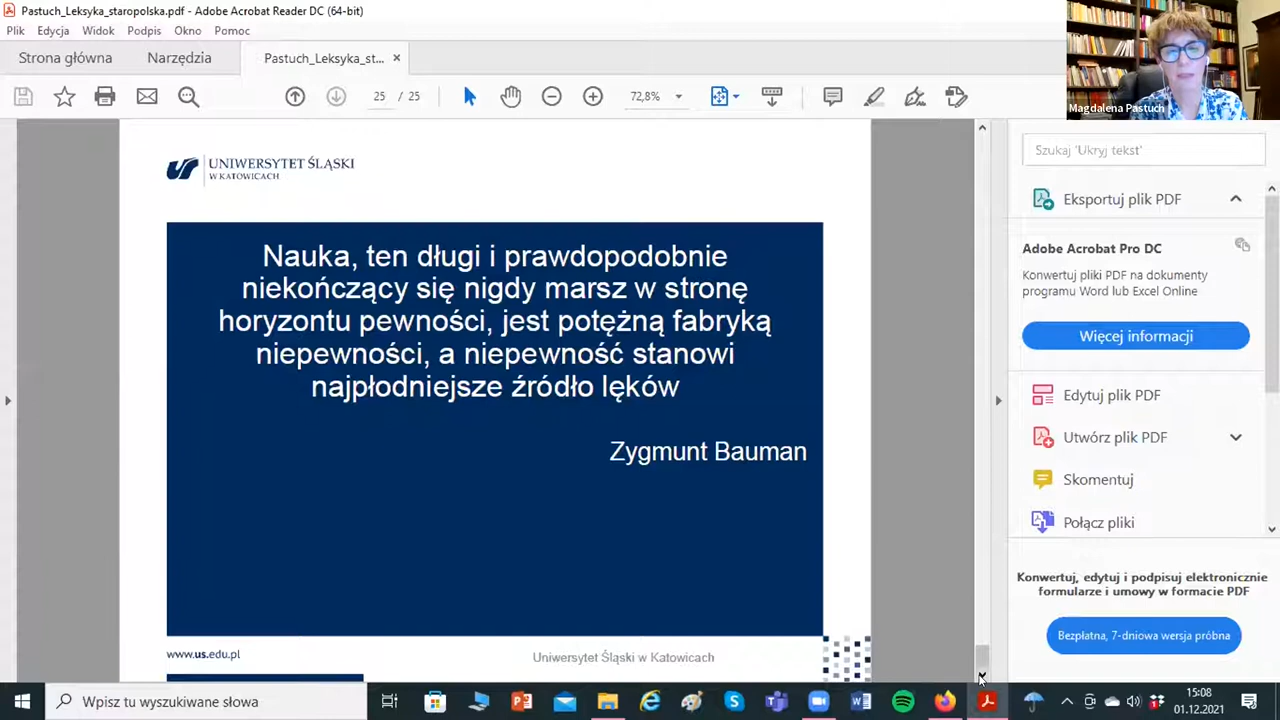 Pastuch_Leksyka_staropolska.pdf - Adobe Acrobat Reader DC (64-bit)
Plik Edycja Widok Podpis Okno Pomoc
Strona główna Narzędzia Pastuch_Leksyka_st... ×
25 / 25 72,8%
Magdalena Pastuch
UNIWERSYTET ŚLĄSKI
W KATOWICACH
Nauka, ten długi i prawdopodobnie
niekończący się nigdy marsz w stronę
horyzontu pewności, jest potężną fabryką
niepewności, a niepewność stanowi
najpłodniejsze źródło lęków
Zygmunt Bauman
www.us.edu.pl
Uniwersytet Śląski w Katowicach
Szukaj 'Ukryj tekst'
Eksportuj plik PDF
Adobe Acrobat Pro DC
Konwertuj pliki PDF na dokumenty
programu Word lub Excel Online
Więcej informacji
Edytuj plik PDF
Utwórz plik PDF
Skomentuj
Połącz pliki
Konwertuj, edytuj i podpisuj elektronicznie
formularze i umowy w formacie PDF
Bezpłatna, 7-dniowa wersja próbna
Wpisz tu wyszukiwane słowa
15:08
01.12.2021